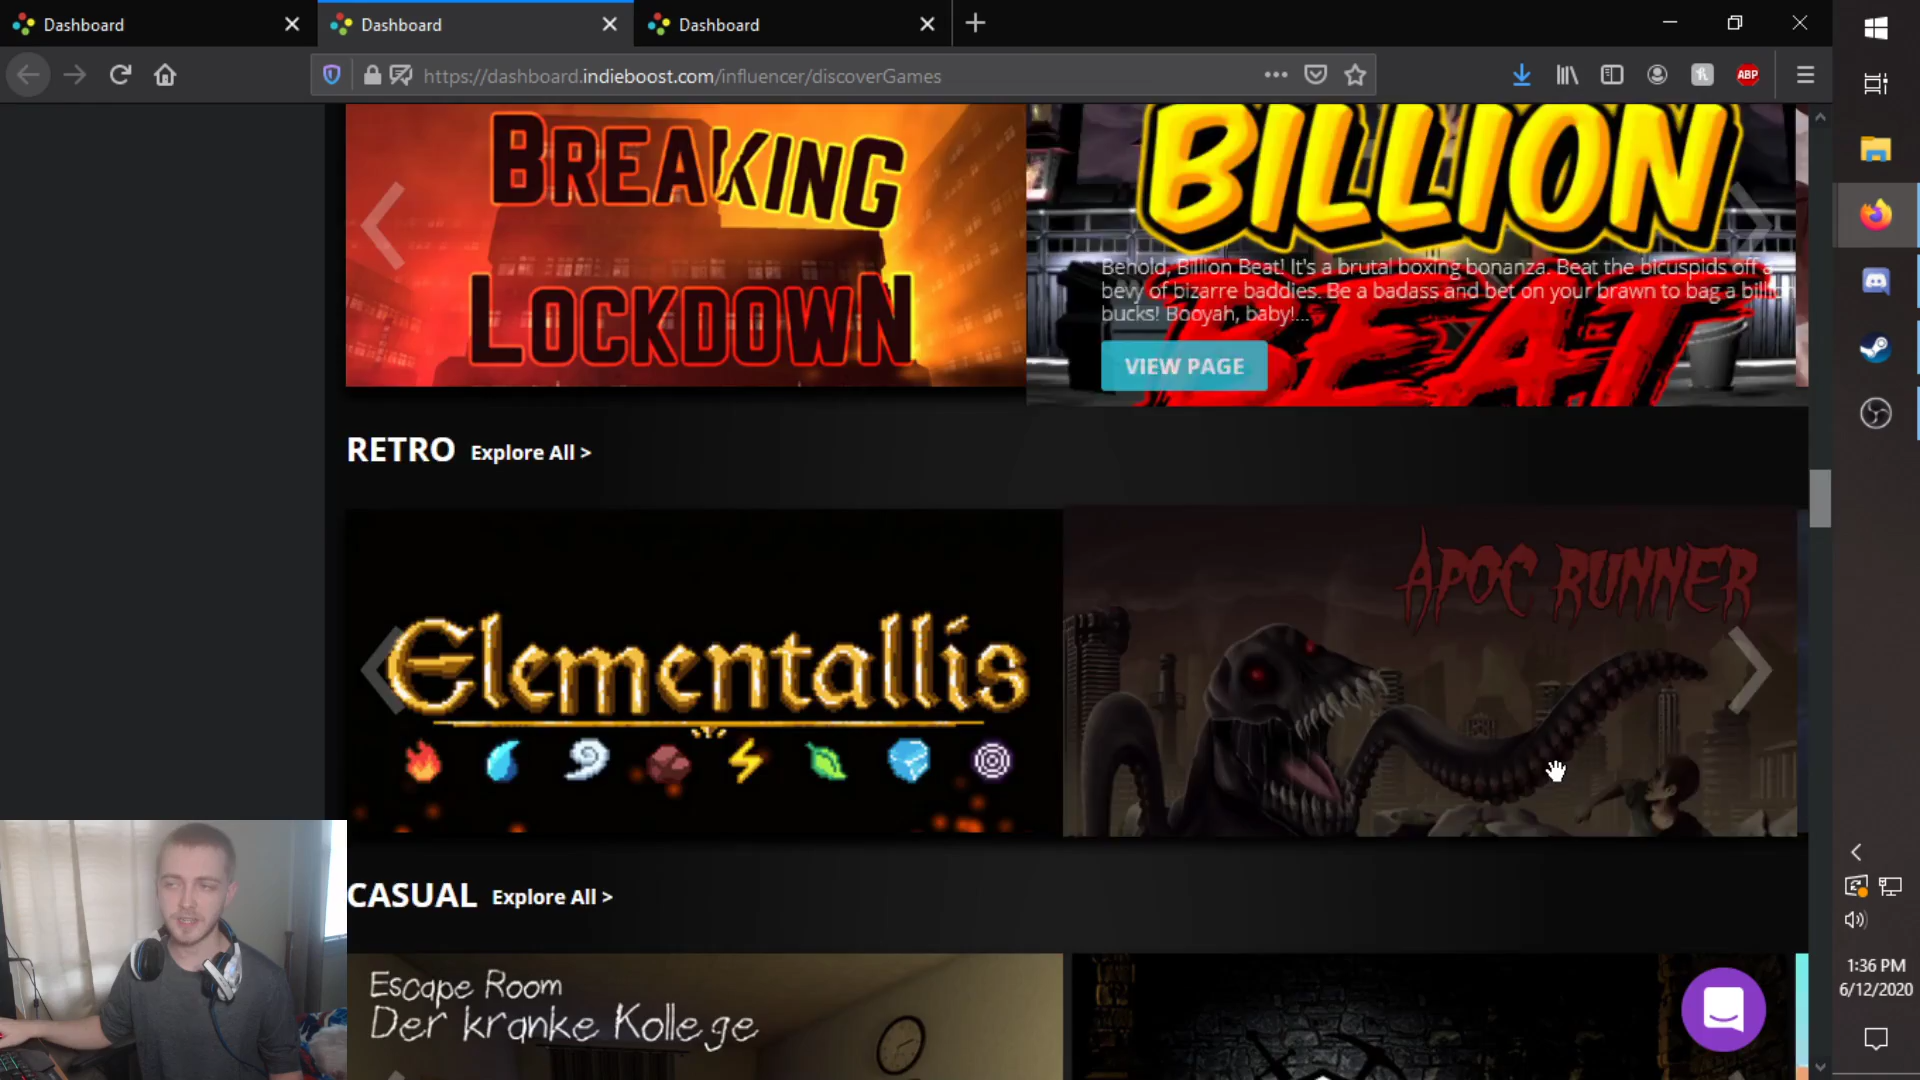 Dashboard
Dashboard
Dashboard
https://dashboard.indieboost.com/influencer/discoverGames
ABP
BREAKING
LOCKDOWN
BILLION
BEAT
Behold, Billion Beat! It's a brutal boxing bonanza. Beat the bicuspids off a
bevy of bizarre baddies. Be a badass and bet on your brawn to bag a billion
bucks! Booyah, baby!...
VIEW PAGE
RETRO Explore All >
Elementallis
APOC RUNNER
CASUAL Explore All >
Escape Room
Der kranke Kollege
1:36 PM
6/12/2020